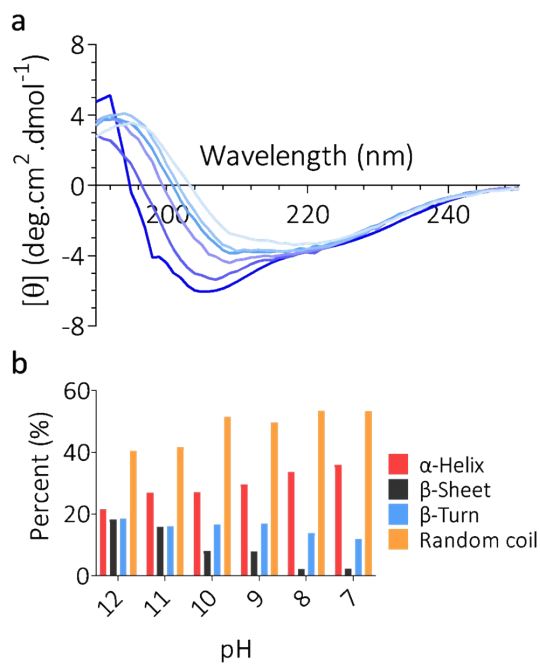 a
8
4
0
-4
-8
[θ] (deg.cm² .dmol⁻¹)
Wavelength (nm)
200 220 240
b
60
40
20
0
Percent (%)
α-Helix
β-Sheet
β-Turn
Random coil
12 11 10 9 8 7
pH